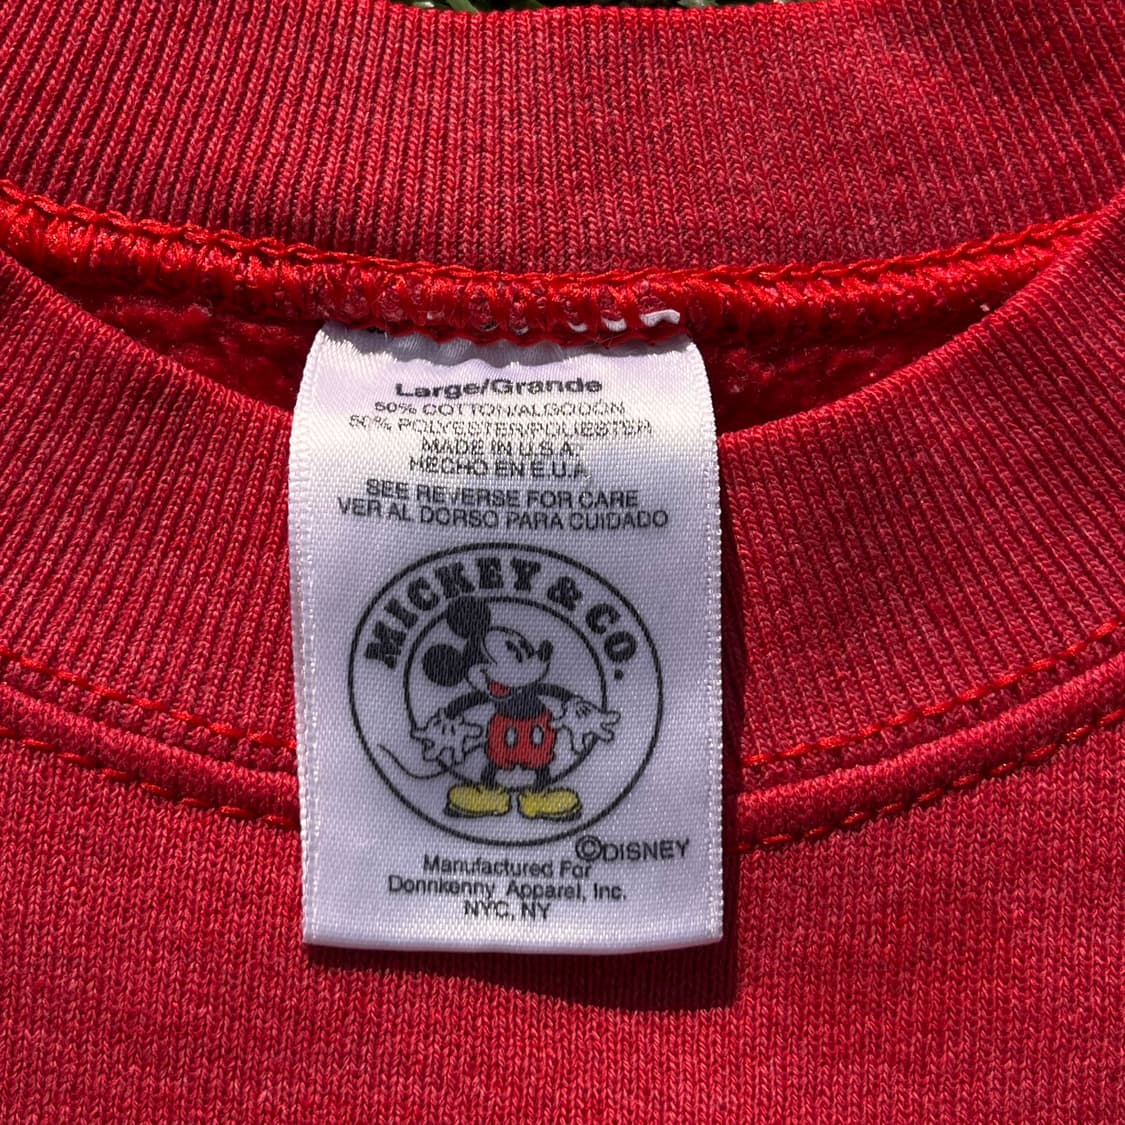 Large/Grande
50% COTTON/ALGODÓN
50% POLYESTER/POLIESTER
MADE IN U.S.A.
HECHO EN E.U.A.
SEE REVERSE FOR CARE
VER AL DORSO PARA CUIDADO
MICKEY & CO.
©DISNEY
Manufactured For
Donnkenny Apparel, Inc.
NYC, NY